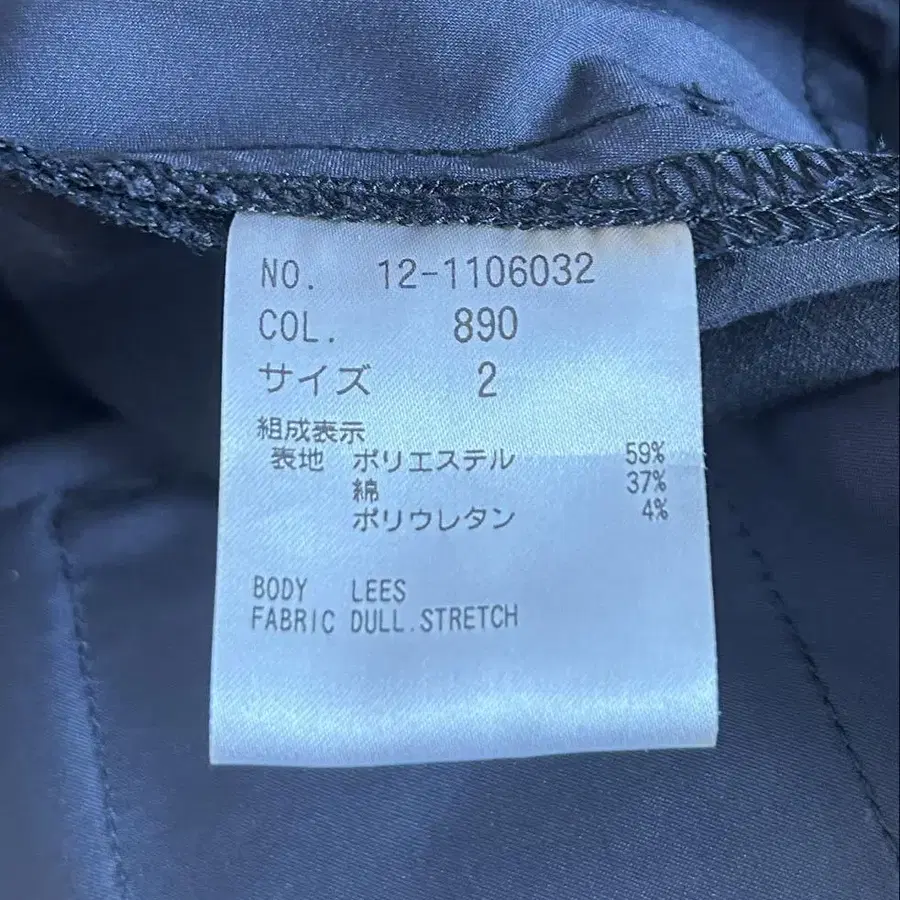 NO. 12-1106032
COL. 890
サイズ 2
組成表示
表地 ポリエステル 59%
綿 37%
ポリウレタン 4%
BODY LEES
FABRIC DULL.STRETCH